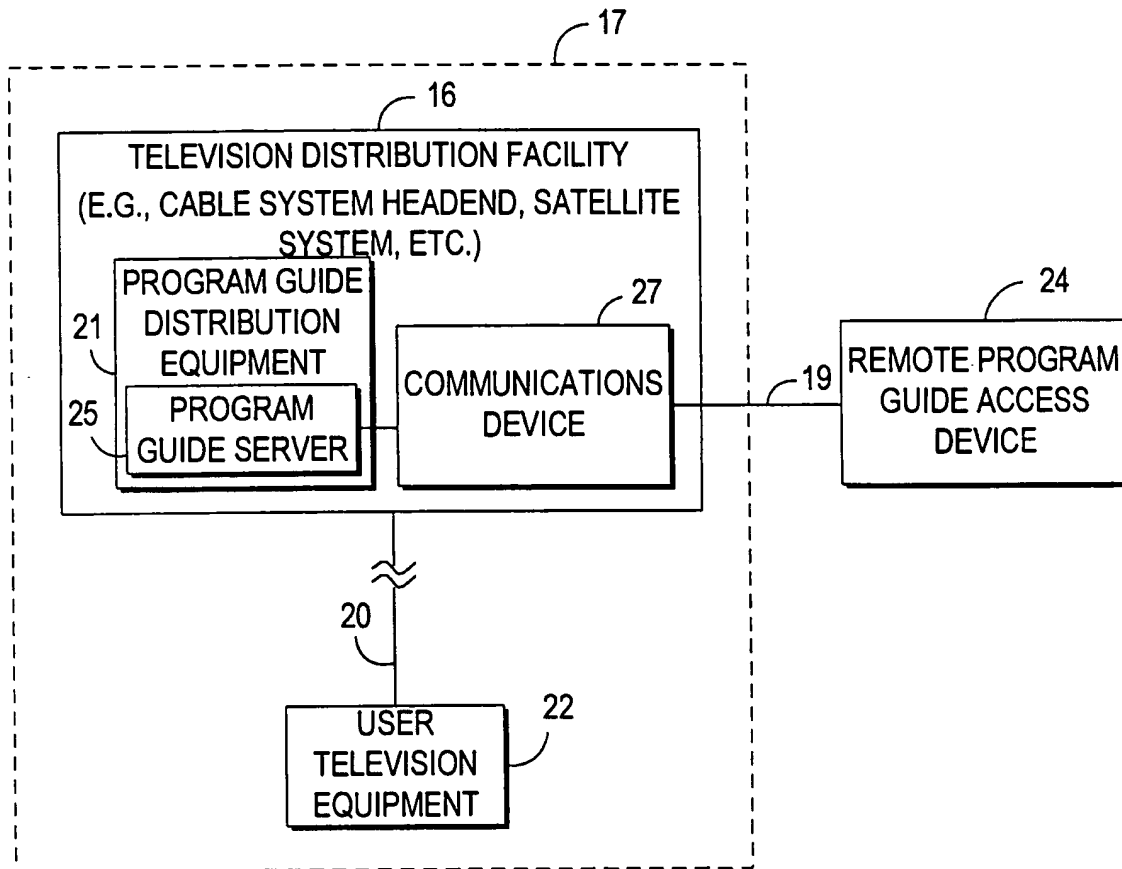 17
16
TELEVISION DISTRIBUTION FACILITY
(E.G., CABLE SYSTEM HEADEND, SATELLITE
SYSTEM, ETC.)
PROGRAM GUIDE
DISTRIBUTION
EQUIPMENT
21
PROGRAM
GUIDE SERVER
25
27
COMMUNICATIONS
DEVICE
19
24
REMOTE PROGRAM
GUIDE ACCESS
DEVICE
20
22
USER
TELEVISION
EQUIPMENT